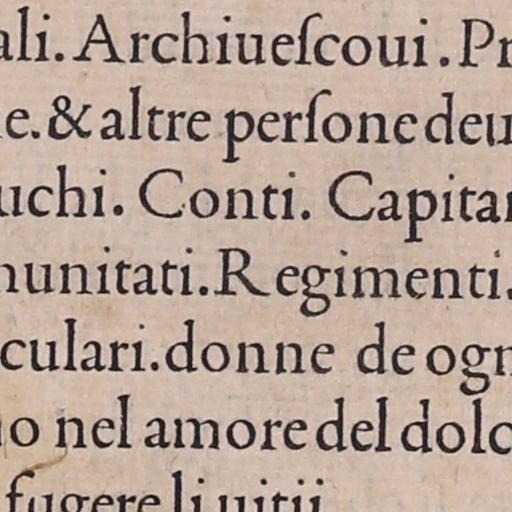 ali. Archiueſcoui . Pr
e. & altre perſone deu
uchi. Conti. Capitan
nunitati. Regimenti.
culari. donne de ogn
o nel amore del dolc
fugere li uitii